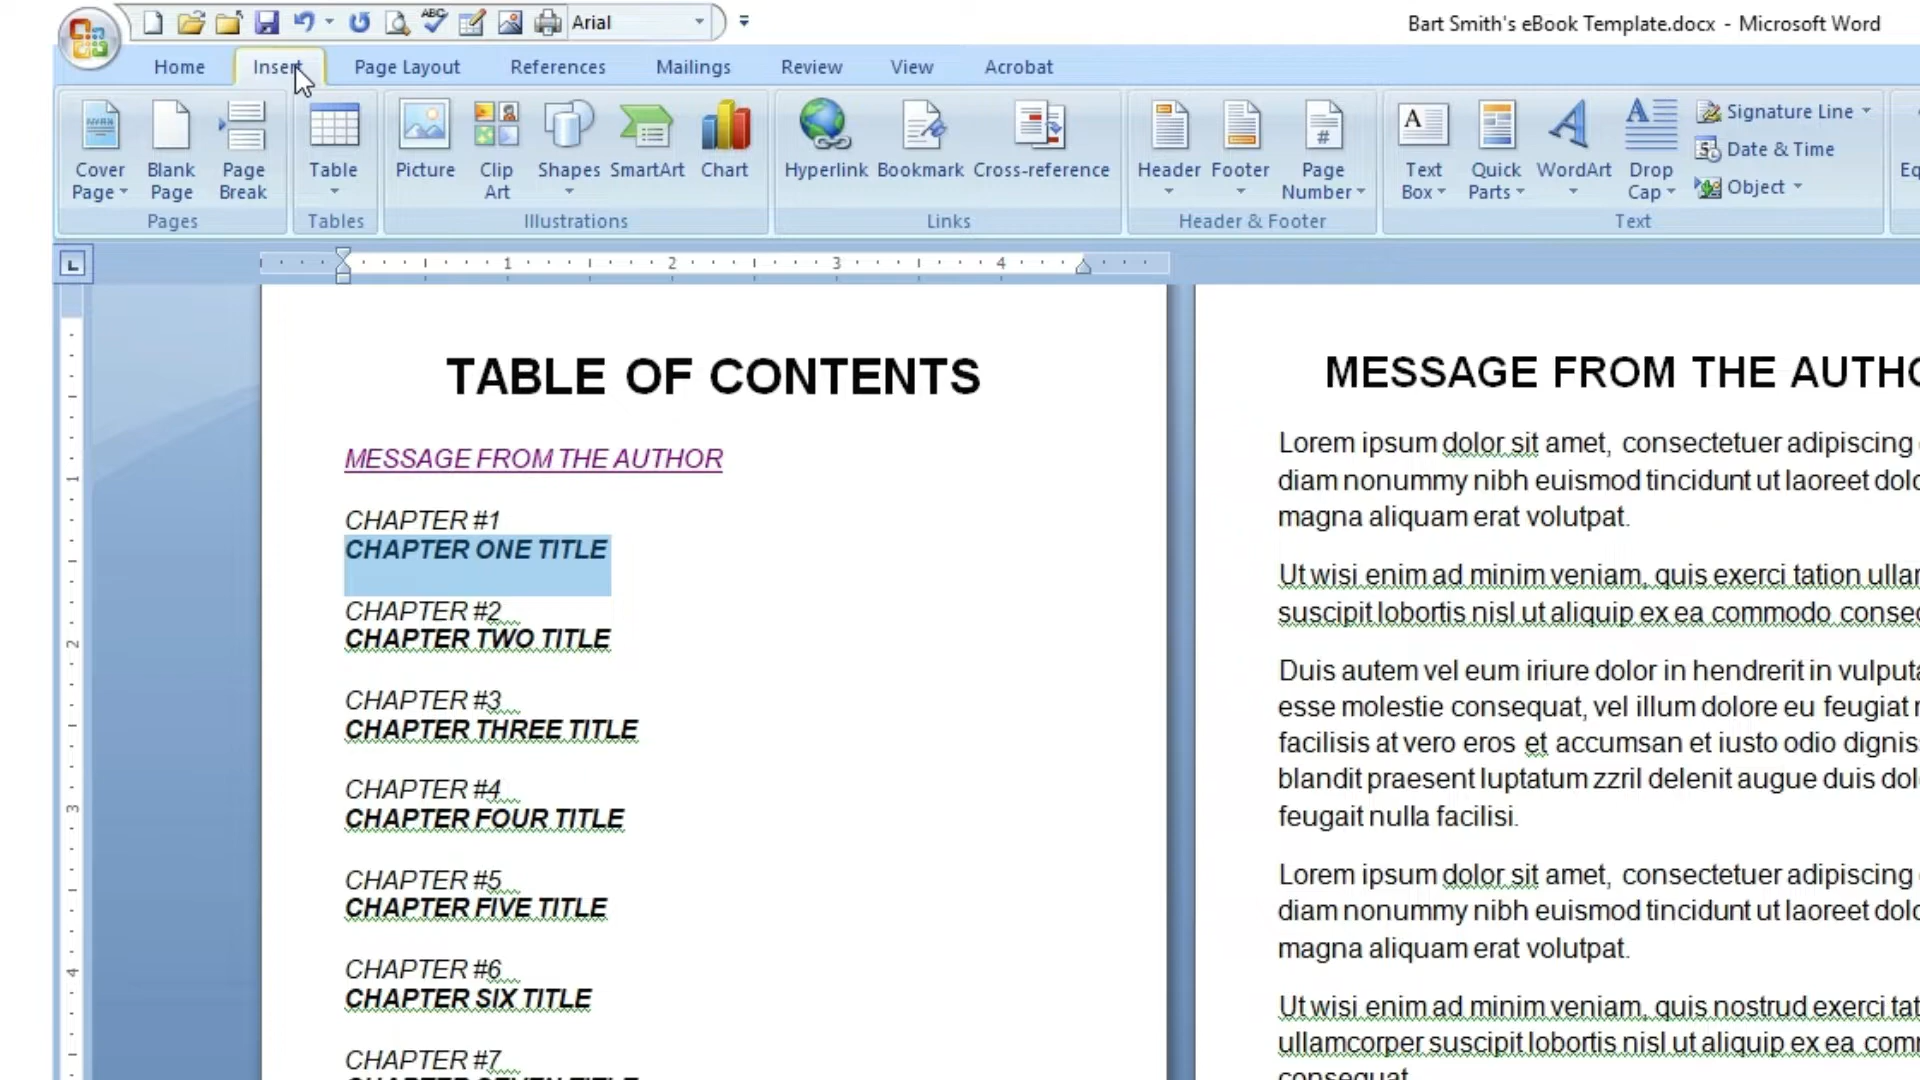 Arial
Bart Smith's eBook Template.docx - Microsoft Word
Home Insert Page Layout References Mailings Review View Acrobat
Cover Page
Blank Page
Page Break
Table
Picture
Clip Art
Shapes
SmartArt
Chart
Hyperlink
Bookmark
Cross-reference
Header
Footer
Page Number
Text Box
Quick Parts
WordArt
Drop Cap
Signature Line
Date & Time
Object
Pages Tables Illustrations Links Header & Footer Text
1 2 3 4
TABLE OF CONTENTS
MESSAGE FROM THE AUTHOR
CHAPTER #1
CHAPTER ONE TITLE
CHAPTER #2
CHAPTER TWO TITLE
CHAPTER #3
CHAPTER THREE TITLE
CHAPTER #4
CHAPTER FOUR TITLE
CHAPTER #5
CHAPTER FIVE TITLE
CHAPTER #6
CHAPTER SIX TITLE
CHAPTER #7
MESSAGE FROM THE
Lorem ipsum dolor sit amet, consectetuer adipiscing
diam nonummy nibh euismod tincidunt ut laoreet
magna aliquam erat volutpat.
Ut wisi enim ad minim veniam, quis exerci tation
suscipit lobortis nisl ut aliquip ex ea commodo
Duis autem vel eum iriure dolor in hendrerit in
esse molestie consequat, vel illum dolore eu feugiat
facilisis at vero eros et accumsan et iusto odio
blandit praesent luptatum zzril delenit augue duis
feugait nulla facilisi.
Lorem ipsum dolor sit amet, consectetuer adipiscing
diam nonummy nibh euismod tincidunt ut laoreet
magna aliquam erat volutpat.
Ut wisi enim ad minim veniam, quis nostrud exerci
ullamcorper suscipit lobortis nisl ut aliquip ex ea